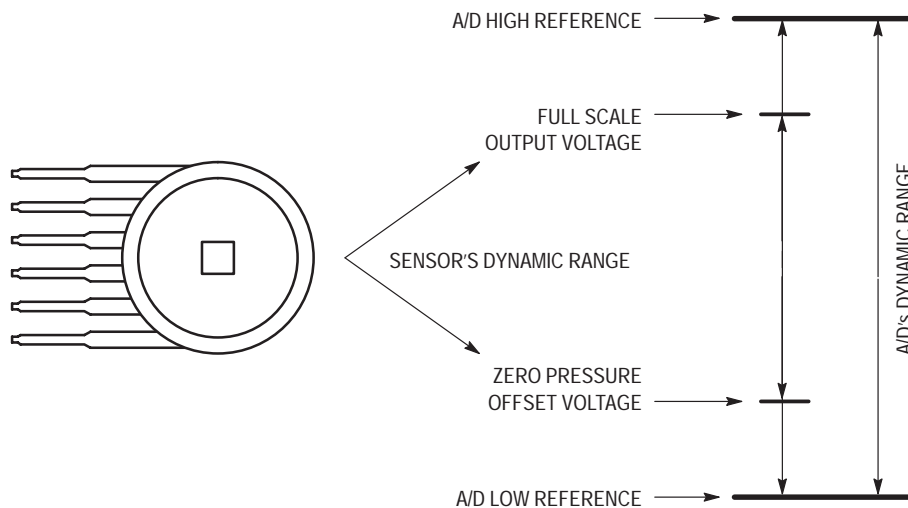 A/D HIGH REFERENCE
FULL SCALE
OUTPUT VOLTAGE
SENSOR'S DYNAMIC RANGE
A/D's DYNAMIC RANGE
ZERO PRESSURE
OFFSET VOLTAGE
A/D LOW REFERENCE